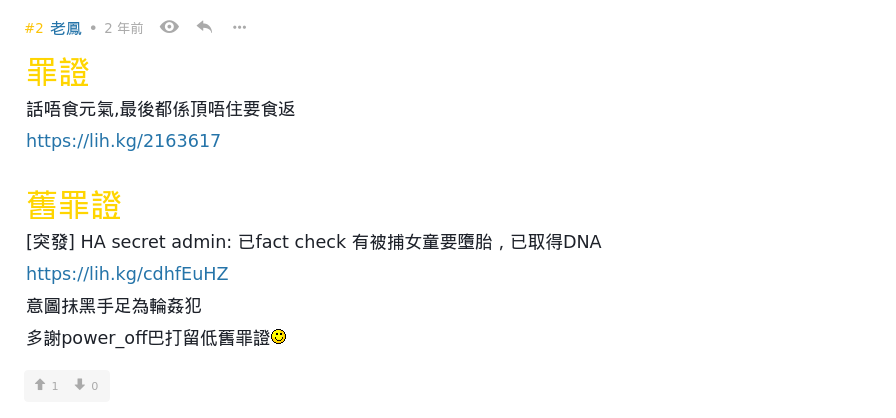 #2 老鳳 • 2 年前
罪證
話唔食元氣,最後都係頂唔住要食返
https://lih.kg/2163617
舊罪證
[突發] HA secret admin: 已fact check 有被捕女童要墮胎，已取得DNA
https://lih.kg/cdhfEuHZ
意圖抹黑手足為輪姦犯
多謝power_off巴打留低舊罪證
1 0